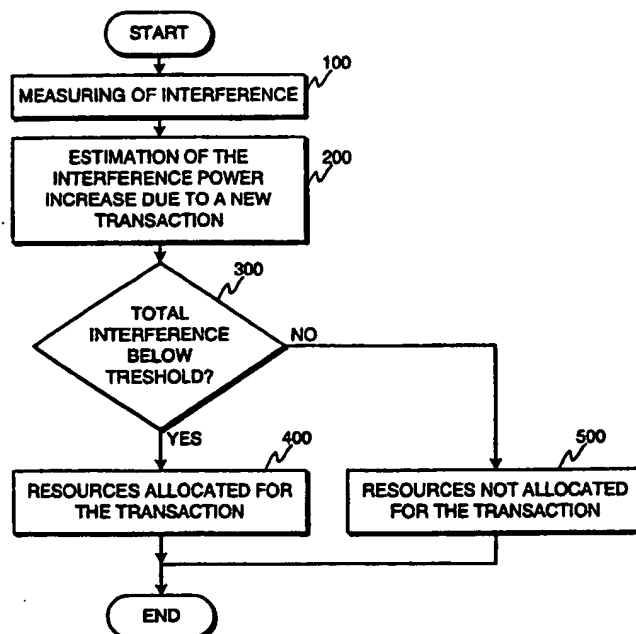 START
100
MEASURING OF INTERFERENCE
200
ESTIMATION OF THE
INTERFERENCE POWER
INCREASE DUE TO A NEW
TRANSACTION
300
TOTAL
INTERFERENCE
BELOW
TRESHOLD?
NO
YES
400
RESOURCES ALLOCATED FOR
THE TRANSACTION
500
RESOURCES NOT ALLOCATED
FOR THE TRANSACTION
END